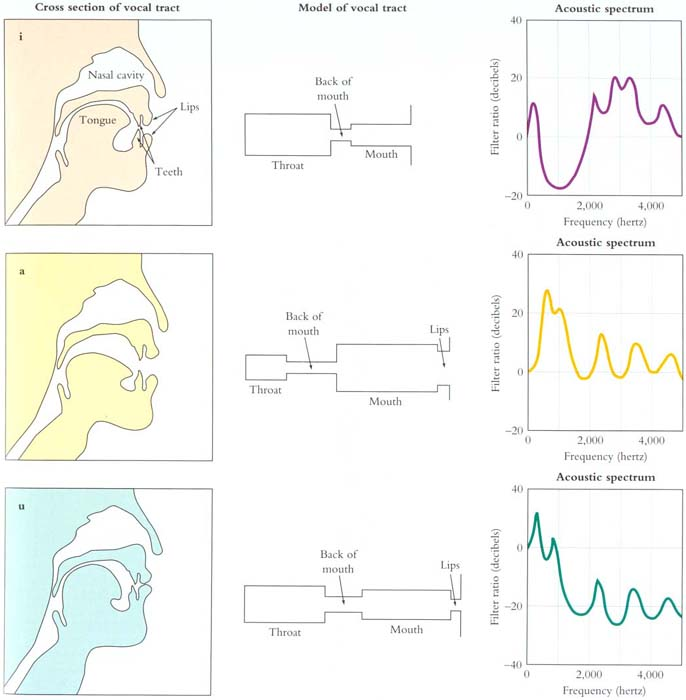 Cross section of vocal tract
Model of vocal tract
Acoustic spectrum
i
Nasal cavity
Lips
Tongue
Teeth
Back of
mouth
Throat
Mouth
40
20
0
−20
Filter ratio (decibels)
0 2,000 4,000
Frequency (hertz)
a
Back of
mouth
Lips
Throat
Mouth
Acoustic spectrum
40
20
0
−20
Filter ratio (decibels)
0 2,000 4,000
Frequency (hertz)
u
Back of
mouth
Lips
Throat
Mouth
Acoustic spectrum
40
0
−20
−40
Filter ratio (decibels)
0 2,000 4,000
Frequency (hertz)